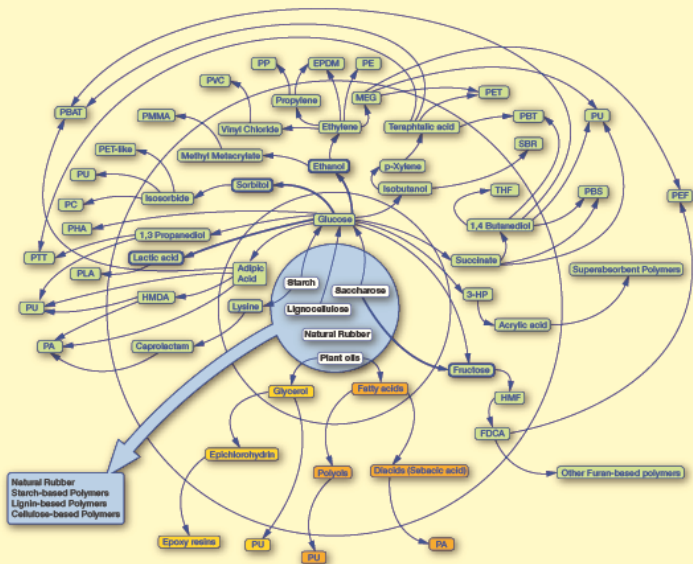 PP
EPDM
PE
PVC
Propylene
MEG
PET
PBAT
PMMA
Vinyl Chloride
Ethylene
Teraphtalic acid
PBT
PU
PET-like
Methyl Metacrylate
Ethanol
p-Xylene
SBR
PU
Sorbitol
Isobutanol
THF
PBS
PEF
PC
Isosorbide
PHA
Glucose
1,4 Butanediol
1,3 Propanediol
PTT
Lactic acid
Succinate
PLA
Adipic
Acid
Superabsorbent Polymers
Starch
Saccharose
3-HP
PU
HMDA
Lysine
Lignocellulose
Acrylic acid
Natural Rubber
PA
Caprolactam
Plant oils
Fructose
Glycerol
Fatty acids
HMF
FDCA
Epichlorohydrin
Polyols
Diacids (Sebacic acid)
Other Furan-based polymers
Natural Rubber
Starch-based Polymers
Lignin-based Polymers
Cellulose-based Polymers
Epoxy resins
PU
PU
PA